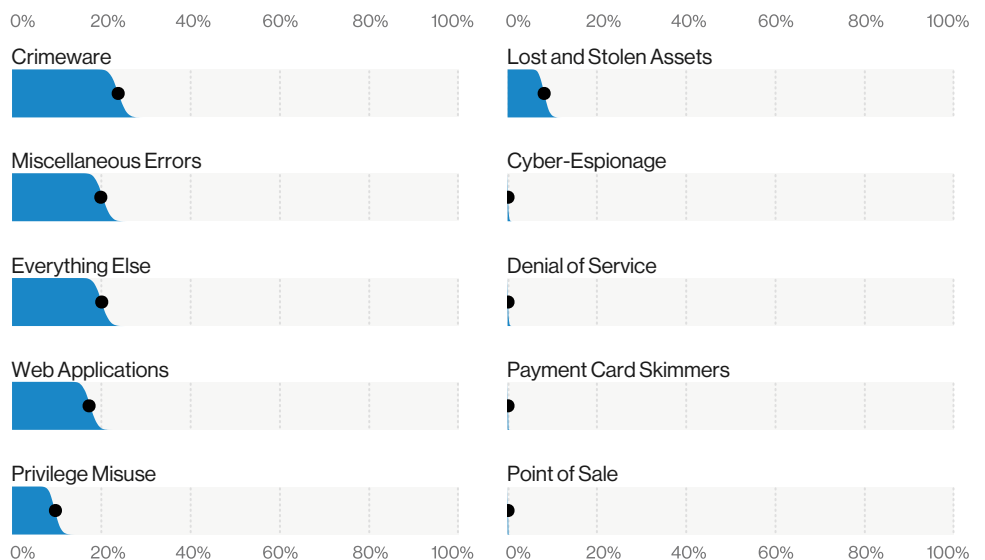 0% 20% 40% 60% 80% 100%
Crimeware
Miscellaneous Errors
Everything Else
Web Applications
Privilege Misuse
0% 20% 40% 60% 80% 100%
0% 20% 40% 60% 80% 100%
Lost and Stolen Assets
Cyber-Espionage
Denial of Service
Payment Card Skimmers
Point of Sale
0% 20% 40% 60% 80% 100%